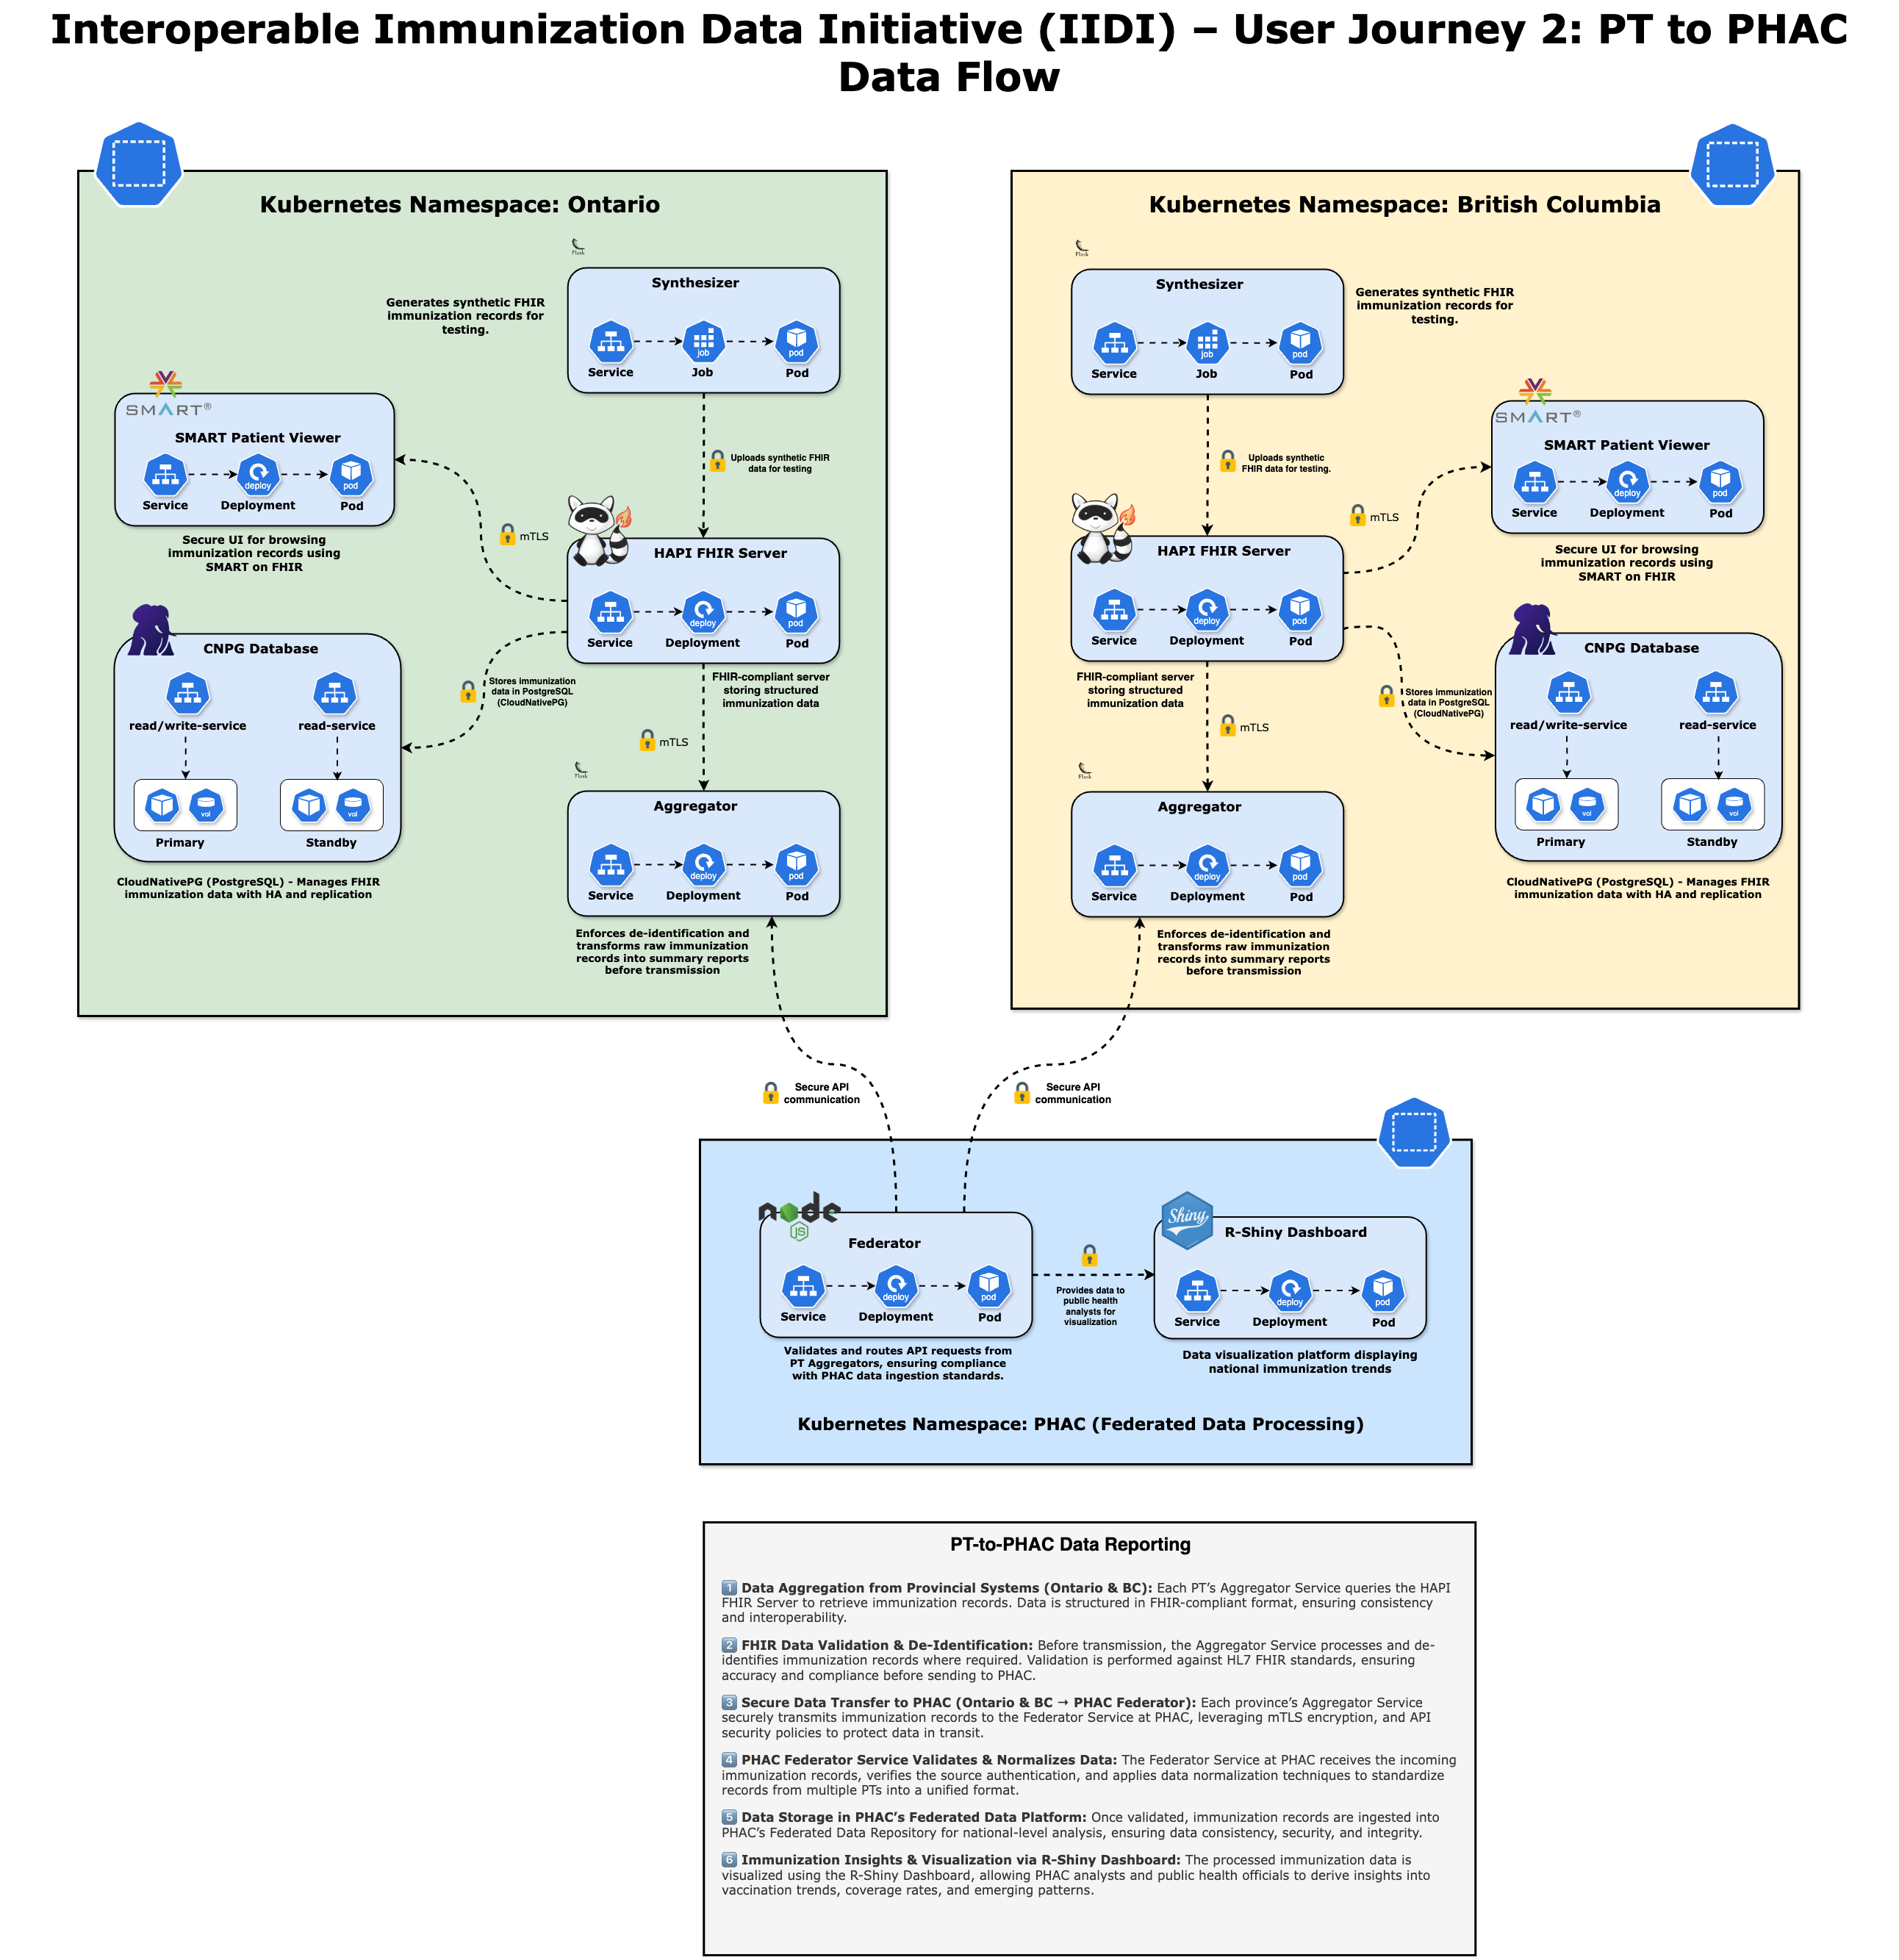 Interoperable Immunization Data Initiative (IIDI) – User Journey 2: PT to PHAC
Data Flow
Kubernetes Namespace: Ontario
Flask
Synthesizer
Generates synthetic FHIR
immunization records for
testing.
job
pod
Service
Job
Pod
SMART®
SMART Patient Viewer
deploy
pod
Service
Deployment
Pod
Secure UI for browsing
immunization records using
SMART on FHIR
Uploads synthetic FHIR
data for testing
mTLS
HAPI FHIR Server
deploy
pod
Service
Deployment
Pod
FHIR-compliant server
storing structured
immunization data
CNPG Database
read/write-service
read-service
vol
vol
Primary
Standby
CloudNativePG (PostgreSQL) - Manages FHIR
immunization data with HA and replication
Stores immunization
data in PostgreSQL
(CloudNativePG)
mTLS
Flask
Aggregator
deploy
pod
Service
Deployment
Pod
Enforces de-identification and
transforms raw immunization
records into summary reports
before transmission
Kubernetes Namespace: British Columbia
Flask
Synthesizer
Generates synthetic FHIR
immunization records for
testing.
job
pod
Service
Job
Pod
Uploads synthetic
FHIR data for testing.
SMART®
SMART Patient Viewer
deploy
pod
Service
Deployment
Pod
Secure UI for browsing
immunization records using
SMART on FHIR
mTLS
HAPI FHIR Server
deploy
pod
Service
Deployment
Pod
FHIR-compliant server
storing structured
immunization data
CNPG Database
read/write-service
read-service
vol
vol
Primary
Standby
CloudNativePG (PostgreSQL) - Manages FHIR
immunization data with HA and replication
Stores immunization
data in PostgreSQL
(CloudNativePG)
mTLS
Flask
Aggregator
deploy
pod
Service
Deployment
Pod
Enforces de-identification and
transforms raw immunization
records into summary reports
before transmission
Secure API
communication
Secure API
communication
node
JS
Federator
deploy
pod
Service
Deployment
Pod
Validates and routes API requests from
PT Aggregators, ensuring compliance
with PHAC data ingestion standards.
Provides data to
public health
analysts for
visualization
Shiny
R-Shiny Dashboard
deploy
pod
Service
Deployment
Pod
Data visualization platform displaying
national immunization trends
Kubernetes Namespace: PHAC (Federated Data Processing)
PT-to-PHAC Data Reporting
1 Data Aggregation from Provincial Systems (Ontario & BC): Each PT’s Aggregator Service queries the HAPI
FHIR Server to retrieve immunization records. Data is structured in FHIR-compliant format, ensuring consistency
and interoperability.
2 FHIR Data Validation & De-Identification: Before transmission, the Aggregator Service processes and de-
identifies immunization records where required. Validation is performed against HL7 FHIR standards, ensuring
accuracy and compliance before sending to PHAC.
3 Secure Data Transfer to PHAC (Ontario & BC → PHAC Federator): Each province’s Aggregator Service
securely transmits immunization records to the Federator Service at PHAC, leveraging mTLS encryption, and API
security policies to protect data in transit.
4 PHAC Federator Service Validates & Normalizes Data: The Federator Service at PHAC receives the incoming
immunization records, verifies the source authentication, and applies data normalization techniques to standardize
records from multiple PTs into a unified format.
5 Data Storage in PHAC’s Federated Data Platform: Once validated, immunization records are ingested into
PHAC’s Federated Data Repository for national-level analysis, ensuring data consistency, security, and integrity.
6 Immunization Insights & Visualization via R-Shiny Dashboard: The processed immunization data is
visualized using the R-Shiny Dashboard, allowing PHAC analysts and public health officials to derive insights into
vaccination trends, coverage rates, and emerging patterns.